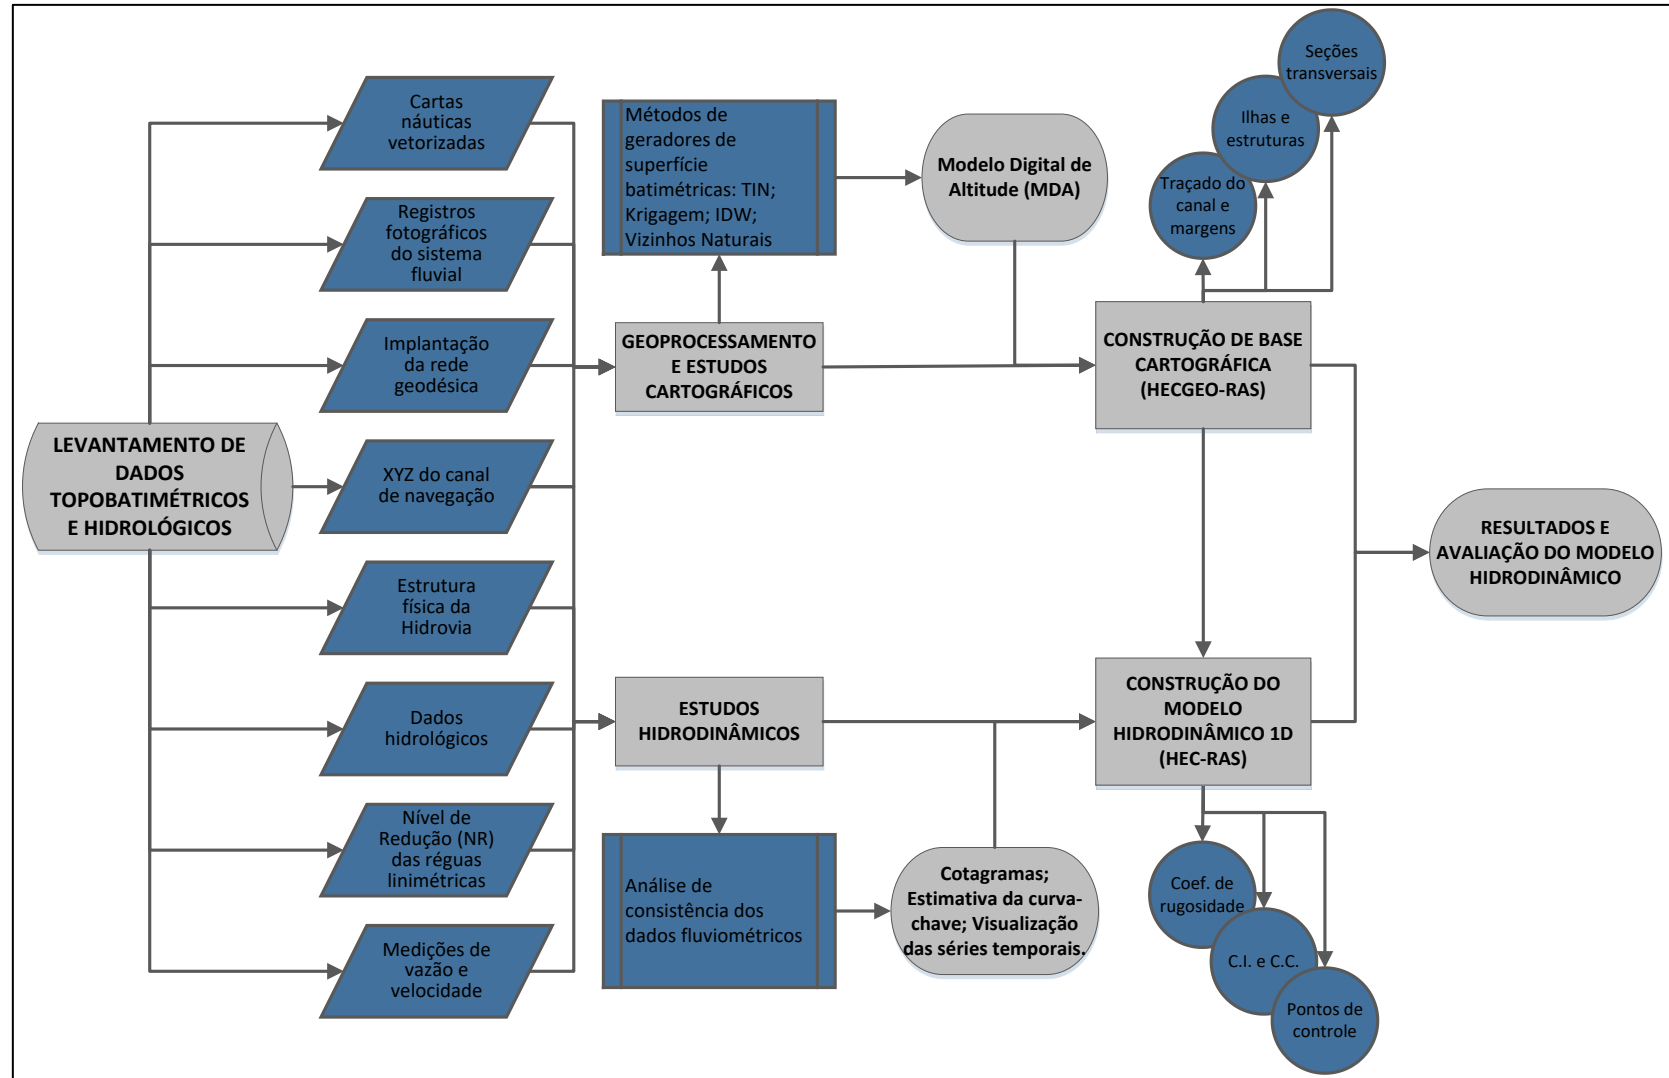 LEVANTAMENTO DE
DADOS
TOPOBATIMÉTRICOS
E HIDROLÓGICOS
Cartas
náuticas
vetorizadas
Registros
fotográficos
do sistema
fluvial
Implantação
da rede
geodésica
XYZ do canal
de navegação
Estrutura
física da
Hidrovia
Dados
hidrológicos
Nível de
Redução (NR)
das réguas
linimétricas
Medições de
vazão e
velocidade
Métodos de
geradores de
superfície
batimétricas: TIN;
Krigagem; IDW;
Vizinhos Naturais
GEOPROCESSAMENTO
E ESTUDOS
CARTOGRÁFICOS
ESTUDOS
HIDRODINÂMICOS
Análise de
consistência dos
dados fluviométricos
Modelo Digital de
Altitude (MDA)
Cotagramas;
Estimativa da curva-
chave; Visualização
das séries temporais.
Seções
transversais
Ilhas e
estruturas
Traçado do
canal e
margens
CONSTRUÇÃO DE BASE
CARTOGRÁFICA
(HECGEO-RAS)
CONSTRUÇÃO DO
MODELO
HIDRODINÂMICO 1D
(HEC-RAS)
Coef. de
rugosidade
C.I. e C.C.
Pontos de
controle
RESULTADOS E
AVALIAÇÃO DO MODELO
HIDRODINÂMICO